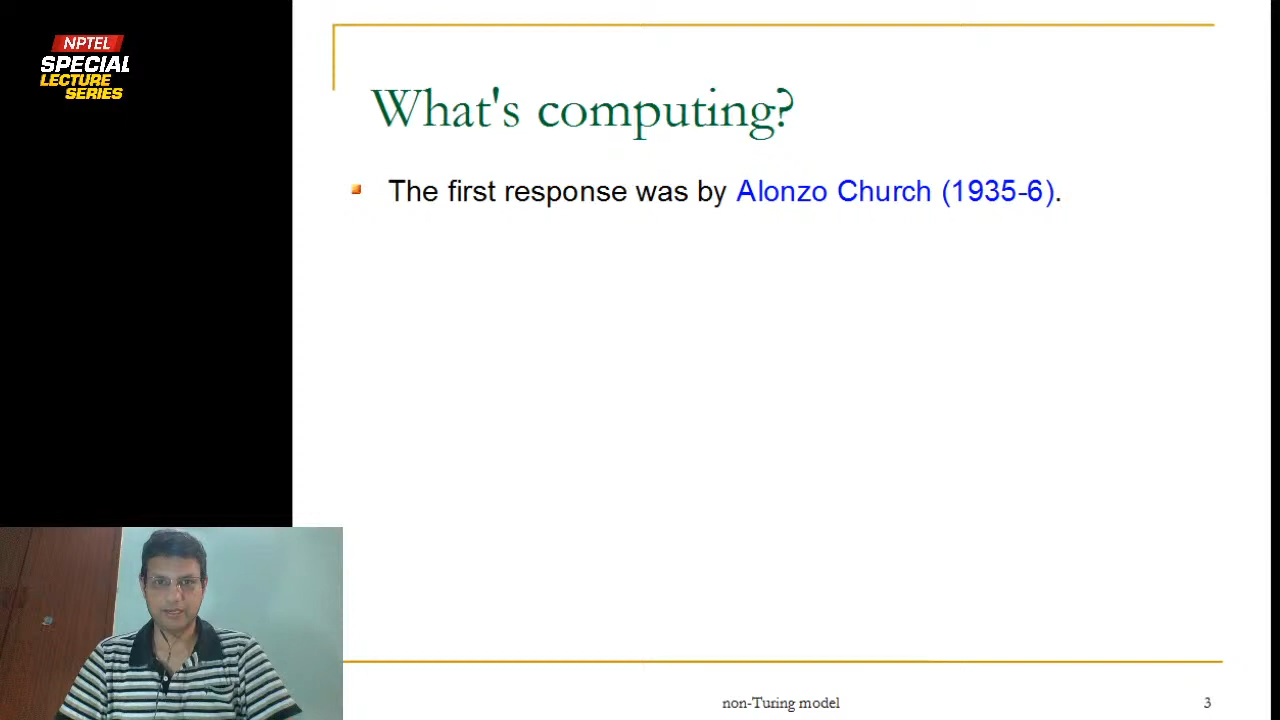 NPTEL
SPECIAL
LECTURE
SERIES
What's computing?
The first response was by Alonzo Church (1935-6).
non-Turing model
3